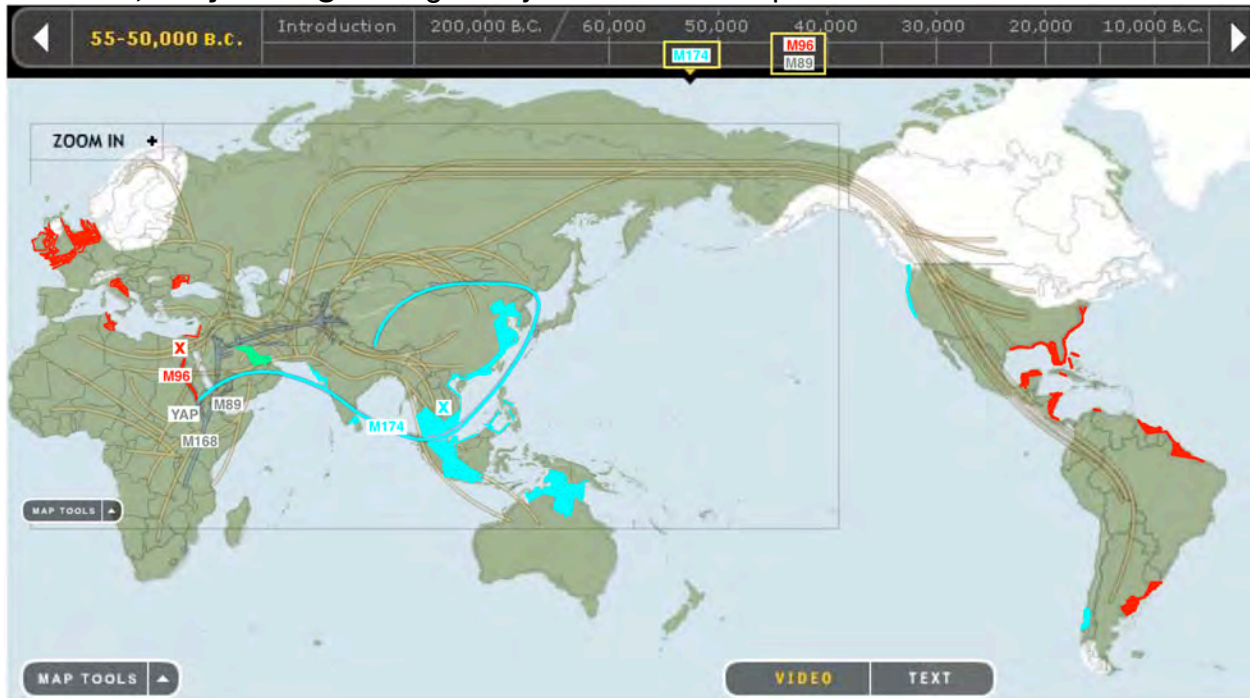 55-50,000 B.C. Introduction 200,000 B.C. 60,000 50,000 40,000 30,000 20,000 10,000 B.C.
M96
M174
M89
ZOOM IN +
X
M96
M89
YAP
X
M174
M168
MAP TOOLS
MAP TOOLS
VIDEO TEXT